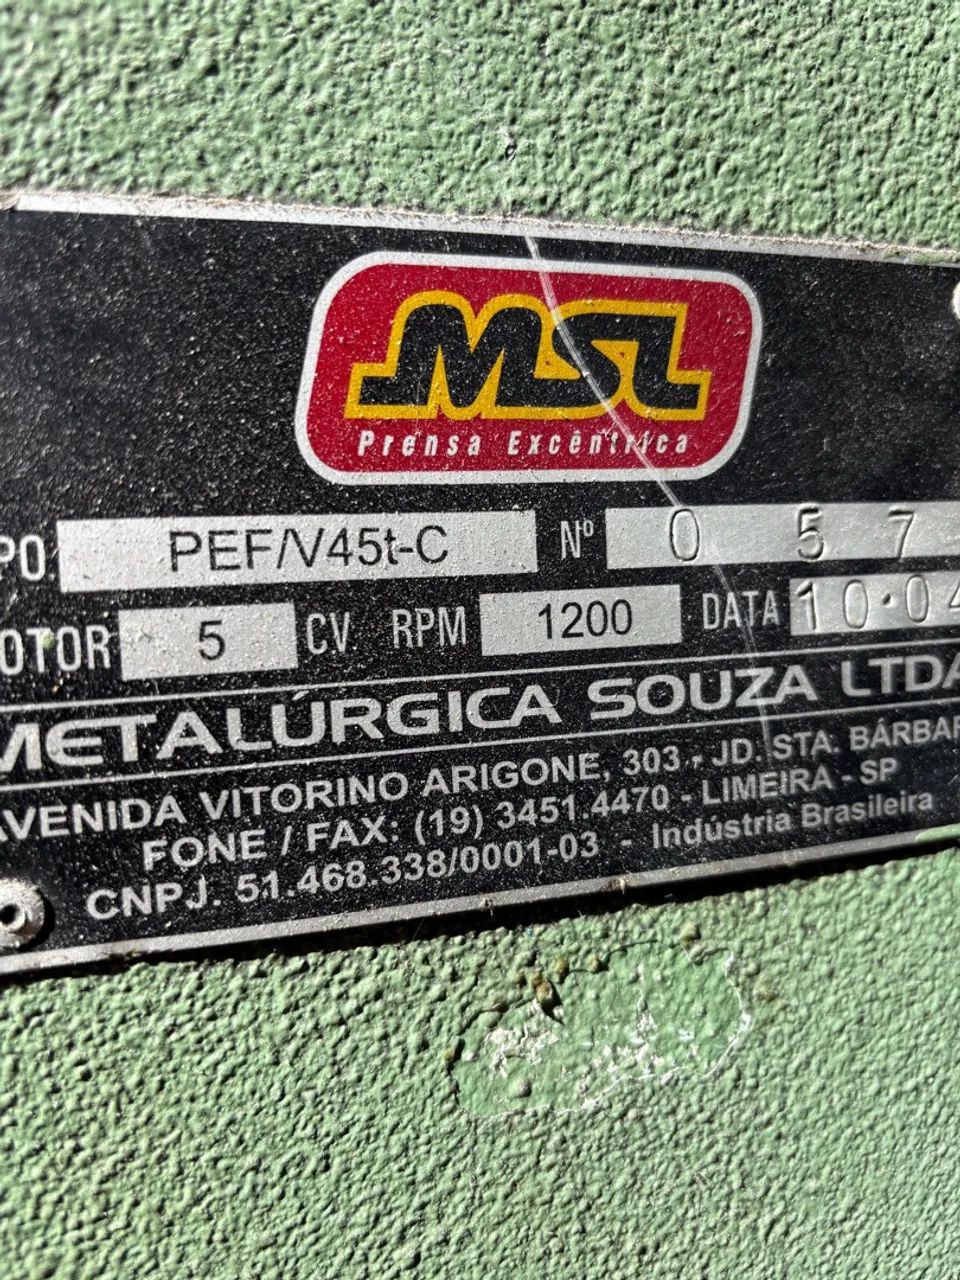 MSL
Prensa Excêntrica
PO PEF/V45t-C Nº 0 5 7
OTOR 5 CV. RPM 1200 DATA 10.04
METALÚRGICA SOUZA LTDA
AVENIDA VITORINO ARIGONE, 303 - JD. STA. BÁRBAR
FONE / FAX: (19) 3451.4470 - LIMEIRA - SP
CNPJ. 51.468.338/0001-03 - Indústria Brasileira